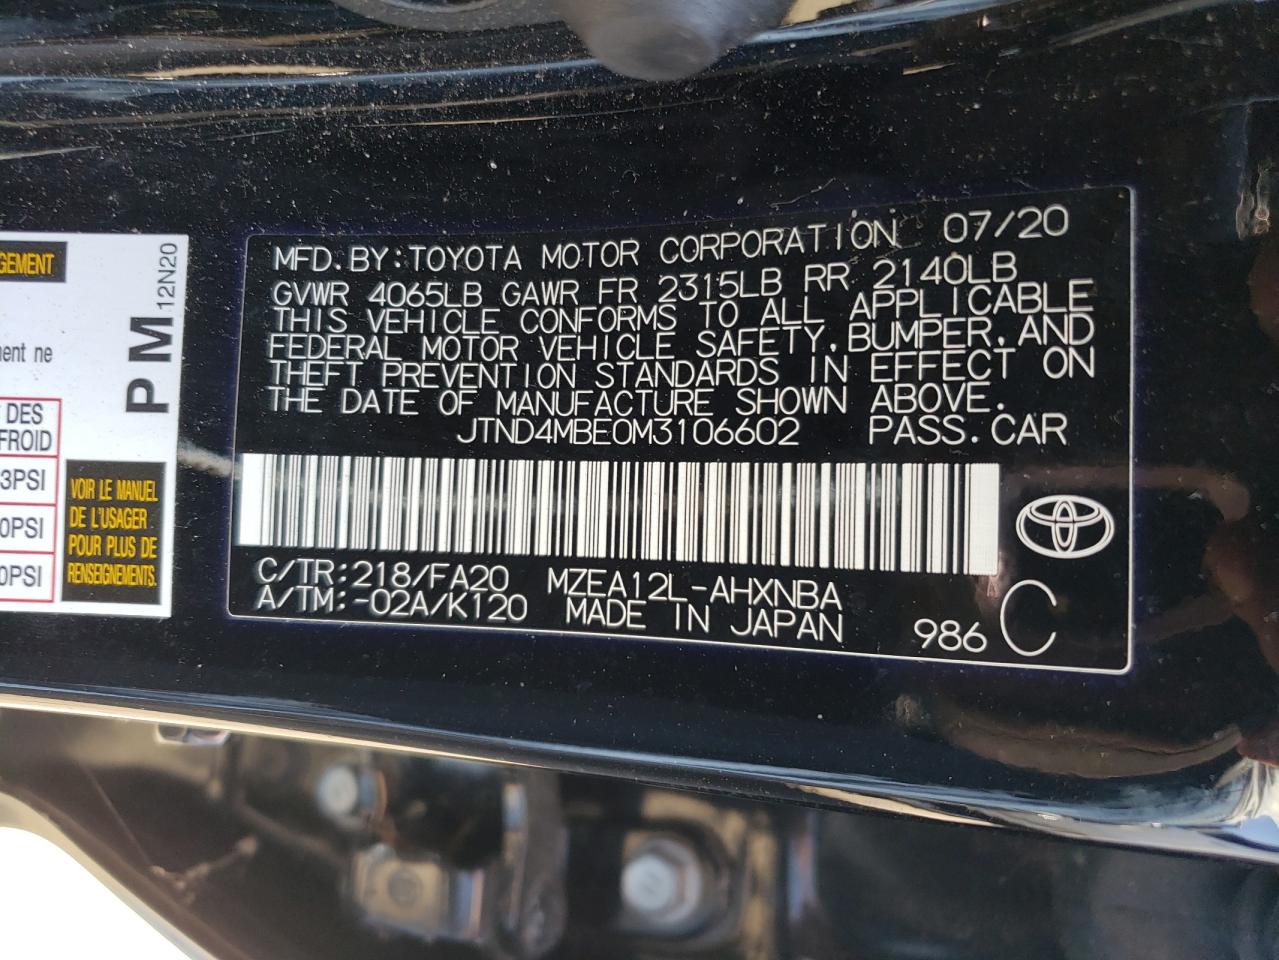 GEMENT
PM 12N20
ment ne
DES
FROID
3PSI
0PSI
0PSI
VOIR LE MANUEL
DE L'USAGER
POUR PLUS DE
RENSEIGNEMENTS.
MFD.BY:TOYOTA MOTOR CORPORATION 07/20
GVWR 4065LB GAWR FR 2315LB RR 2140LB
THIS VEHICLE CONFORMS TO ALL APPLICABLE
FEDERAL MOTOR VEHICLE SAFETY,BUMPER,AND
THEFT PREVENTION STANDARDS IN EFFECT ON
THE DATE OF MANUFACTURE SHOWN ABOVE.
JTND4MBE0M3106602 PASS.CAR
C/TR:218/FA20 MZEA12L-AHXNBA
A/TM:-02A/K120 MADE IN JAPAN 986 C